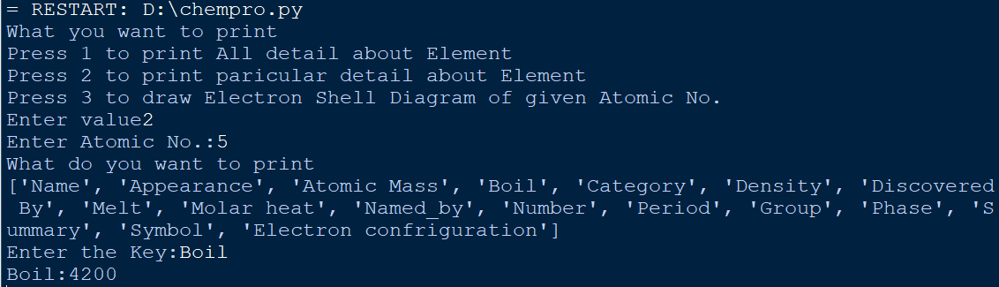 = RESTART: D:\chempro.py
What you want to print
Press 1 to print All detail about Element
Press 2 to print paricular detail about Element
Press 3 to draw Electron Shell Diagram of given Atomic No.
Enter value2
Enter Atomic No.:5
What do you want to print
['Name', 'Appearance', 'Atomic Mass', 'Boil', 'Category', 'Density', 'Discovered
 By', 'Melt', 'Molar heat', 'Named_by', 'Number', 'Period', 'Group', 'Phase', 'S
ummary', 'Symbol', 'Electron confriguration']
Enter the Key:Boil
Boil:4200